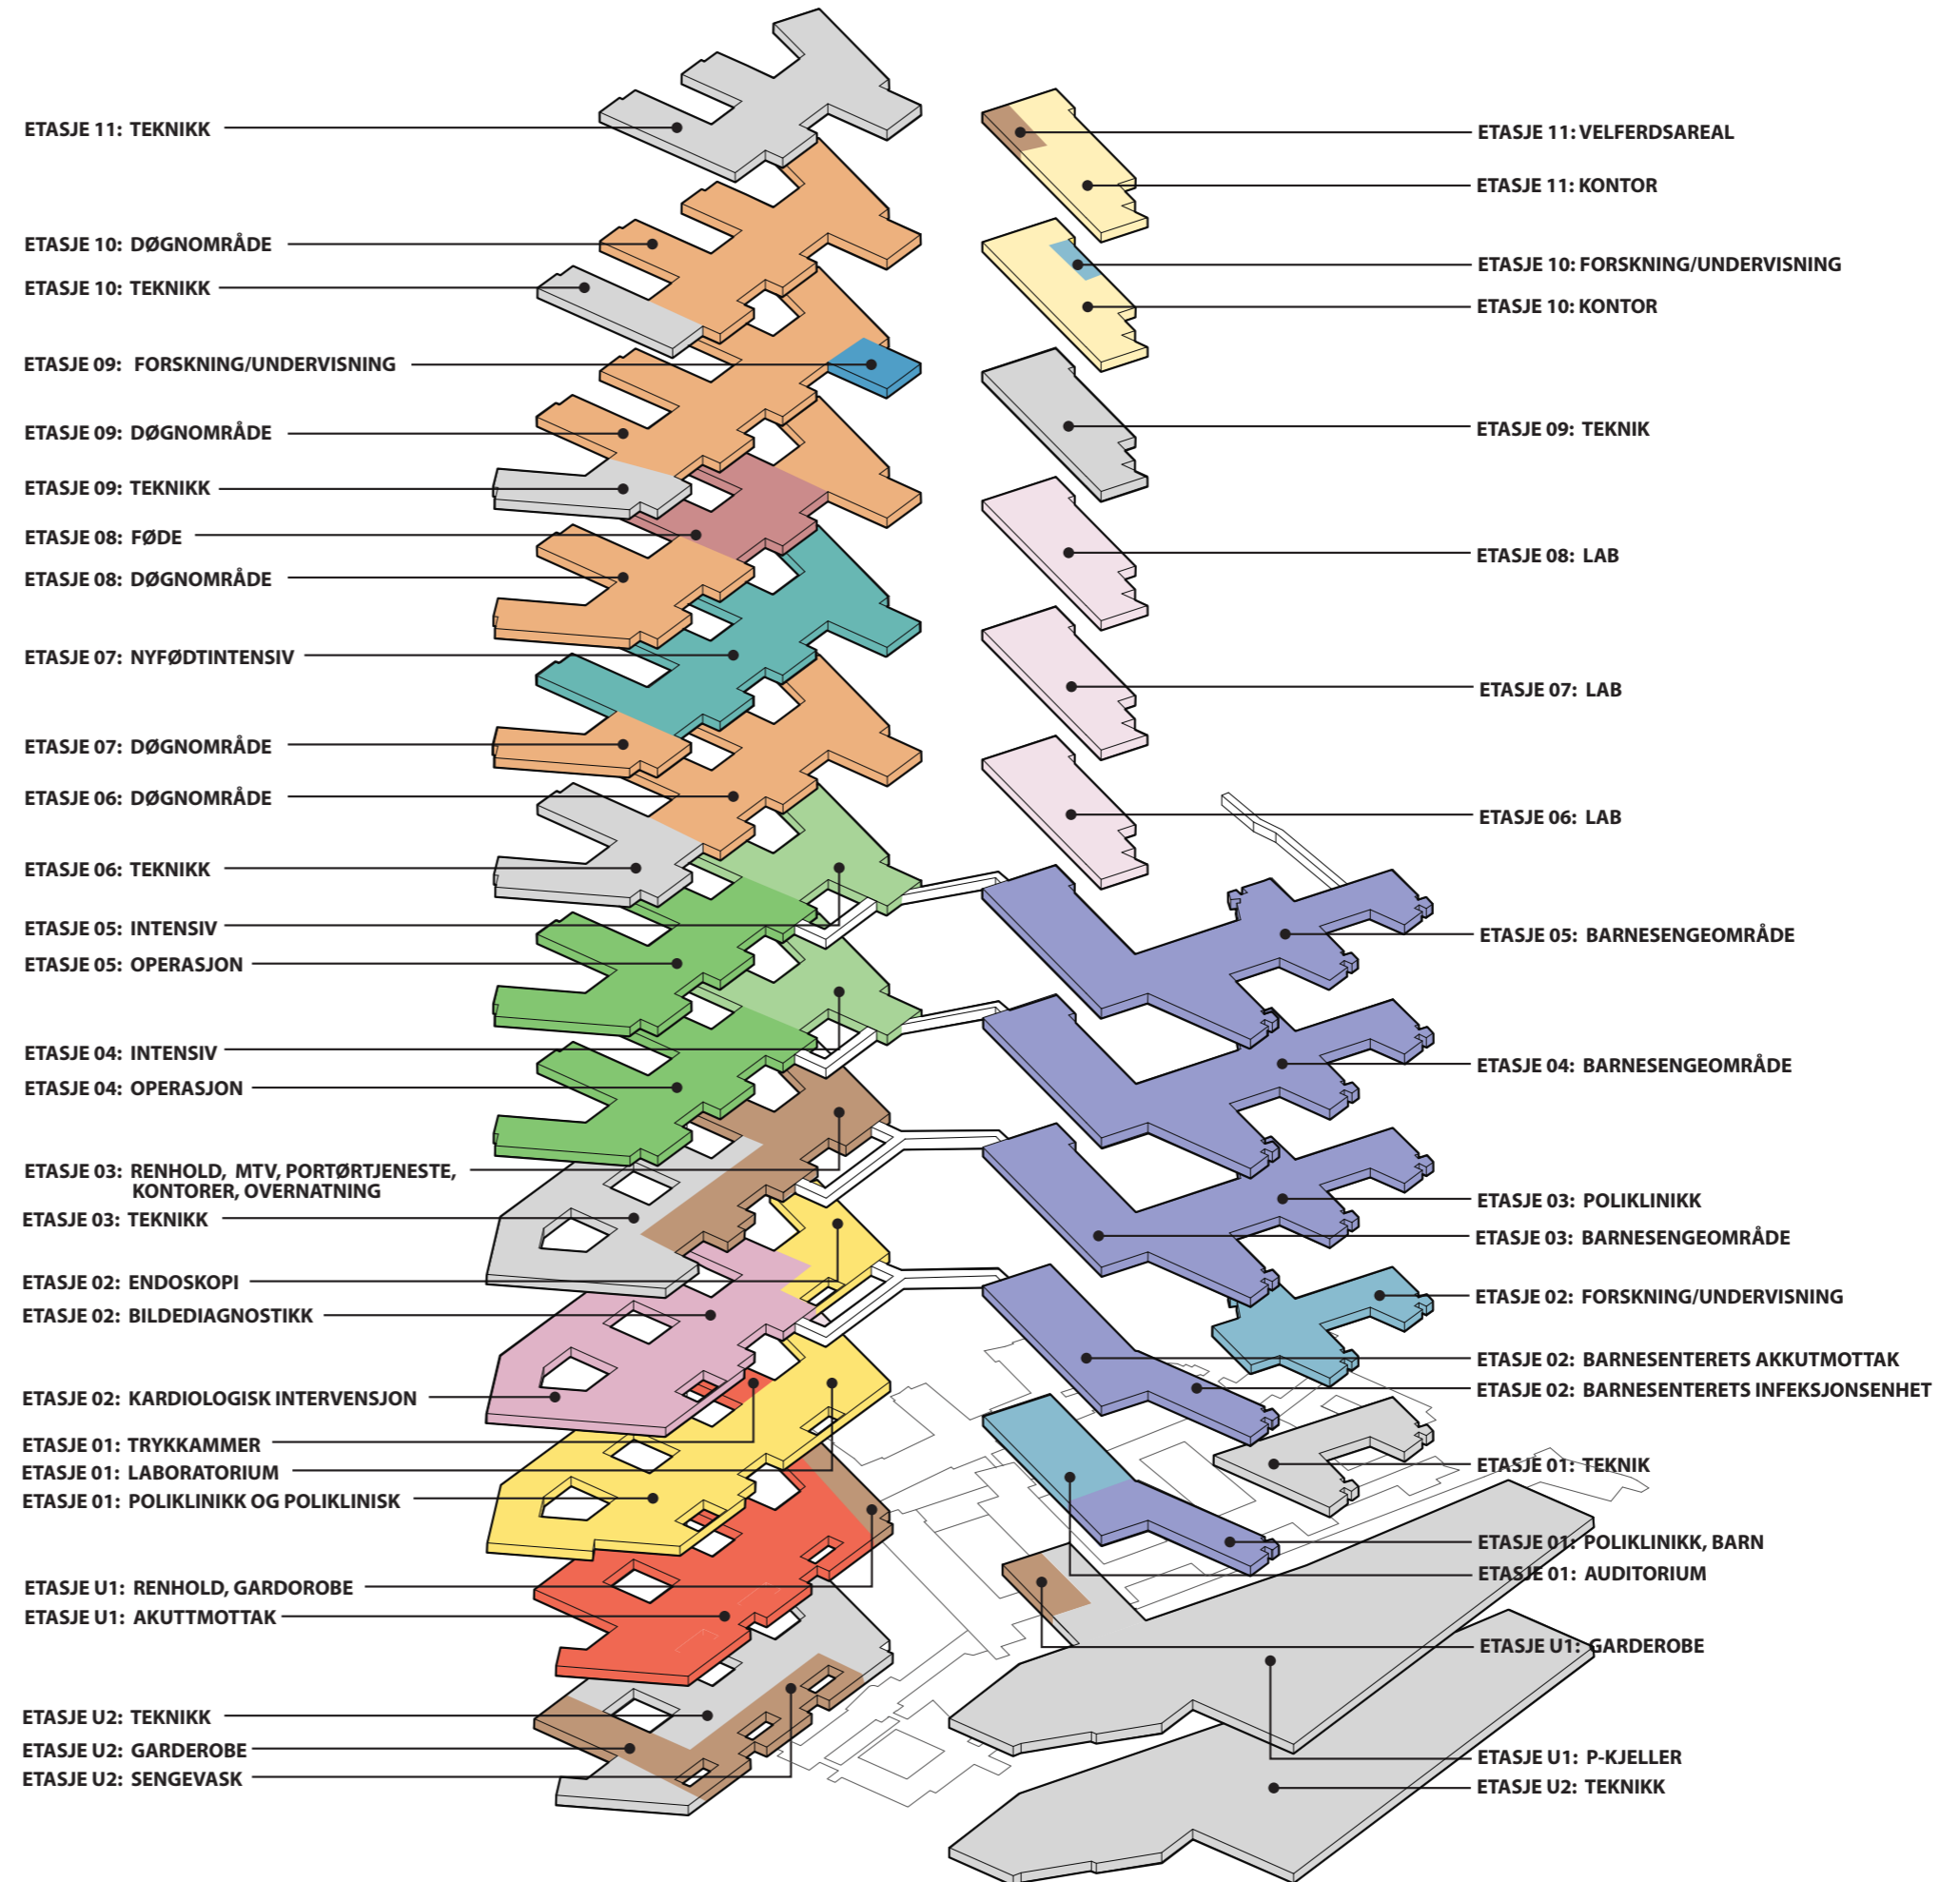 ETASJE 11: TEKNIKK
ETASJE 10: DØGNOMRÅDE
ETASJE 10: TEKNIKK
ETASJE 09: FORSKNING/UNDERVISNING
ETASJE 09: DØGNOMRÅDE
ETASJE 09: TEKNIKK
ETASJE 08: FØDE
ETASJE 08: DØGNOMRÅDE
ETASJE 07: NYFØDTINTENSIV
ETASJE 07: DØGNOMRÅDE
ETASJE 06: DØGNOMRÅDE
ETASJE 06: TEKNIKK
ETASJE 05: INTENSIV
ETASJE 05: OPERASJON
ETASJE 04: INTENSIV
ETASJE 04: OPERASJON
ETASJE 03: RENHOLD, MTV, PORTØRTJENESTE,
KONTORER, OVERNATNING
ETASJE 03: TEKNIKK
ETASJE 02: ENDOSKOPI
ETASJE 02: BILDEDIAGNOSTIKK
ETASJE 02: KARDIOLOGISK INTERVENSJON
ETASJE 01: TRYKKAMMER
ETASJE 01: LABORATORIUM
ETASJE 01: POLIKLINIKK OG POLIKLINISK
ETASJE U1: RENHOLD, GARDOROBE
ETASJE U1: AKUTTMOTTAK
ETASJE U2: TEKNIKK
ETASJE U2: GARDEROBE
ETASJE U2: SENGEVASK
ETASJE 11: VELFERDSAREAL
ETASJE 11: KONTOR
ETASJE 10: FORSKNING/UNDERVISNING
ETASJE 10: KONTOR
ETASJE 09: TEKNIK
ETASJE 08: LAB
ETASJE 07: LAB
ETASJE 06: LAB
ETASJE 05: BARNESENGEOMRÅDE
ETASJE 04: BARNESENGEOMRÅDE
ETASJE 03: POLIKLINIKK
ETASJE 03: BARNESENGEOMRÅDE
ETASJE 02: FORSKNING/UNDERVISNING
ETASJE 02: BARNESENTERETS AKKUTMOTTAK
ETASJE 02: BARNESENTERETS INFEKSJONSENHET
ETASJE 01: TEKNIK
ETASJE 01: POLIKLINIKK, BARN
ETASJE 01: AUDITORIUM
ETASJE U1: GARDEROBE
ETASJE U1: P-KJELLER
ETASJE U2: TEKNIKK